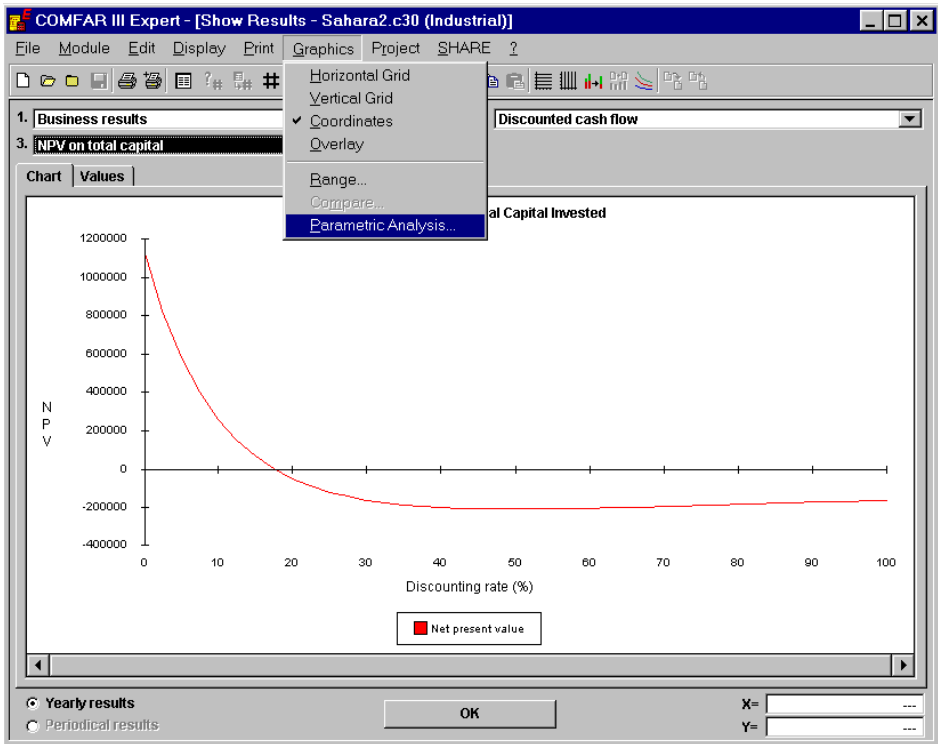 COMFAR III Expert - [Show Results - Sahara2.c30 (Industrial)]
File Module Edit Display Print Graphics Project SHARE ?
Horizontal Grid
Vertical Grid
✓ Coordinates
Overlay
Range...
Compare...
Parametric Analysis...
1. Business results
Discounted cash flow
3. NPV on total capital
Chart Values
al Capital Invested
1200000
1000000
800000
600000
400000
200000
0
-200000
-400000
NPV
0 10 20 30 40 50 60 70 80 90 100
Discounting rate (%)
Net present value
Yearly results
Periodical results
OK
X= ---
Y= ---